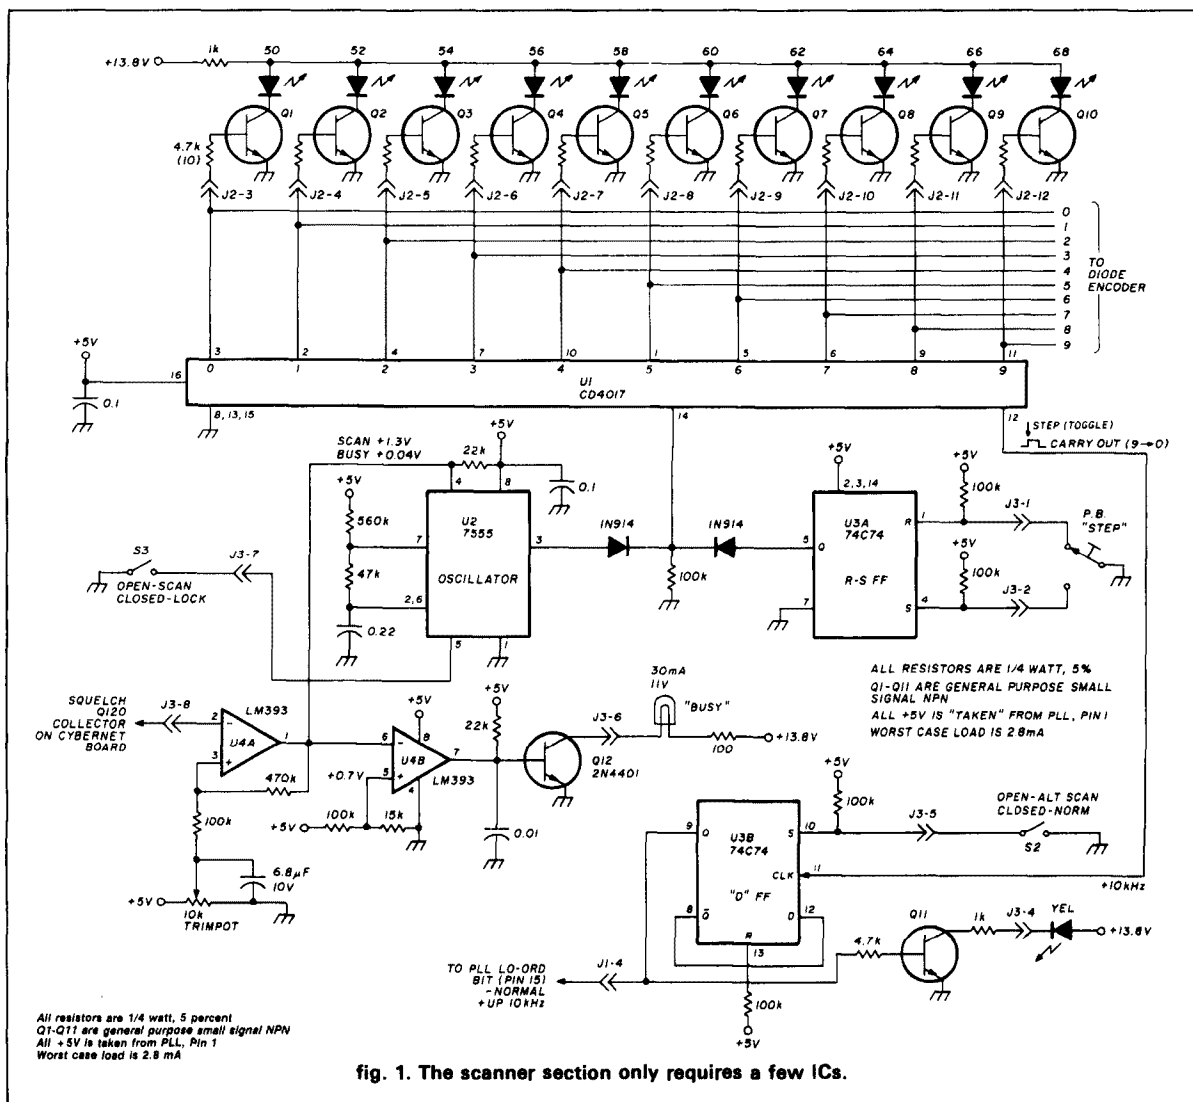 50 52 54 56 58 60 62 64 66 68
+13.8V 1k
Q1 Q2 Q3 Q4 Q5 Q6 Q7 Q8 Q9 Q10
4.7k
(10)
J2-3 J2-4 J2-5 J2-6 J2-7 J2-8 J2-9 J2-10 J2-11 J2-12
0
1
2
3
4
5
6
7
8
9
TO
DIODE
ENCODER
+5V
16
0.1
3 2 4 7 10 1 5 6 9 11
0 1 2 3 4 5 6 7 8 9
U1
CD4017
8, 13, 15
14
12
STEP (TOGGLE)
CARRY OUT (9→0)
SCAN +1.3V
BUSY +0.04V
22k
+5V
4
8
0.1
+5V
560k
7
47k
2,6
0.22
U2
7555
OSCILLATOR
3
5
1
1N914
1N914
100k
+5V
2,3,14
U3A
74C74
R-S FF
5
Q
7
R
1
S
4
+5V
100k
J3-1
+5V
100k
J3-2
P.B.
"STEP"
S3
OPEN-SCAN
CLOSED-LOCK
J3-7
SQUELCH
Q120
COLLECTOR
ON CYBERNET
BOARD
J3-8
2
3
LM393
U4A
1
470k
100k
6.8µF
10V
+5V
10k
TRIMPOT
+5V
8
6
5
4
7
U4B
LM393
+0.7V
100k
15k
+5V
+5V
22k
0.01
Q12
2N4401
J3-6
30mA
11V
"BUSY"
100
+13.8V
ALL RESISTORS ARE 1/4 WATT, 5%
Q1-Q11 ARE GENERAL PURPOSE SMALL
SIGNAL NPN
ALL +5V IS "TAKEN" FROM PLL, PIN 1
WORST CASE LOAD IS 2.8mA
+5V
100k
J3-5
OPEN-ALT SCAN
CLOSED-NORM
S2
9
Q
U3B
74C74
S
10
CLK
11
+10kHz
"D" FF
8
Q̅
D
12
R
13
100k
+5V
TO PLL LO-ORD
BIT (PIN 15)
-NORMAL
+UP 10kHz
J1-4
4.7k
Q11
1k
J3-4
YEL
+13.8V
All resistors are 1/4 watt, 5 percent
Q1-Q11 are general purpose small signal NPN
All +5V is taken from PLL, Pin 1
Worst case load is 2.8 mA
fig. 1. The scanner section only requires a few ICs.